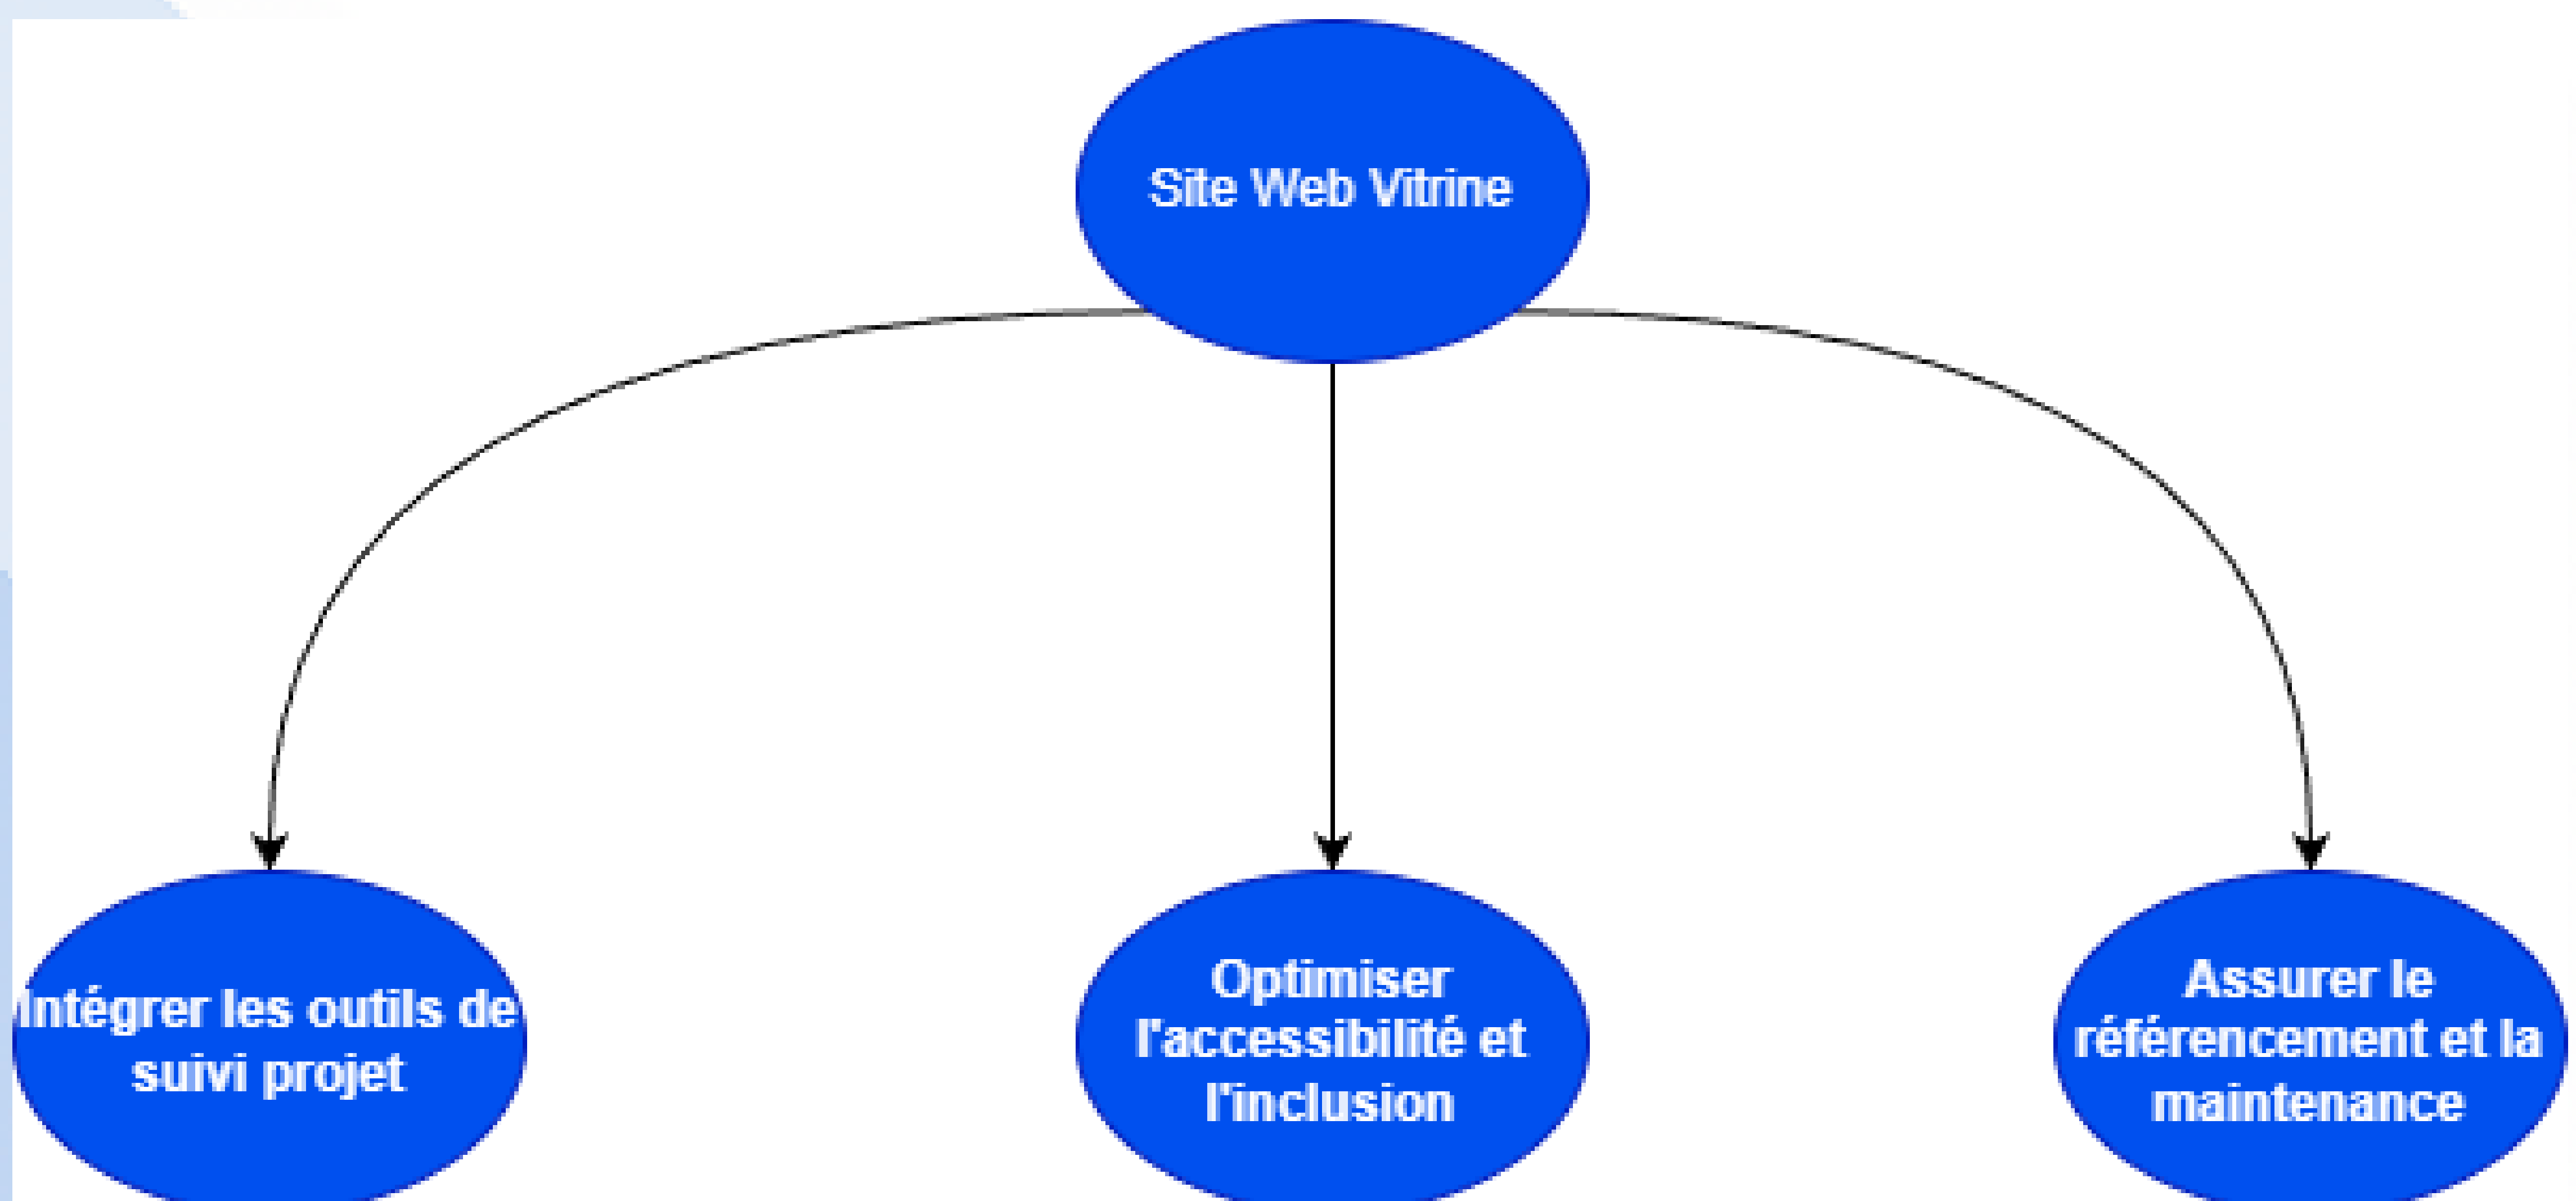 Site Web Vitrine
Intégrer les outils de
suivi projet
Optimiser
l'accessibilité et
l'inclusion
Assurer le
référencement et la
maintenance